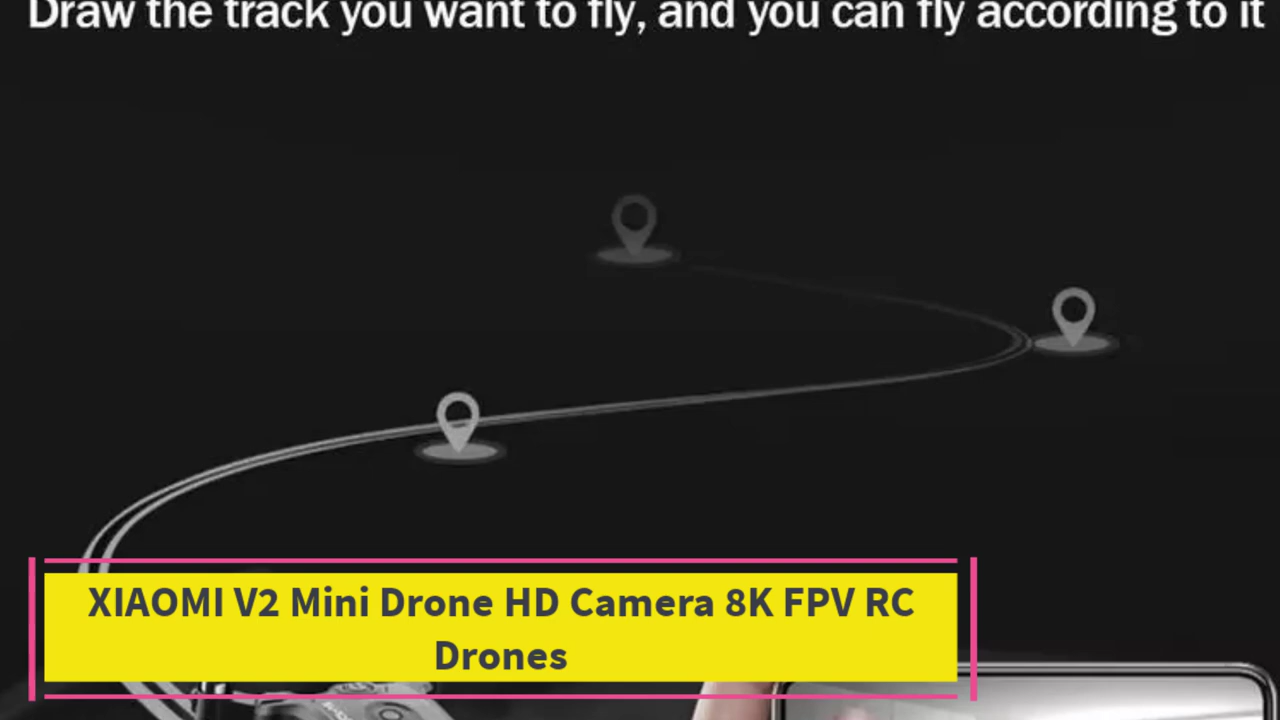 Draw the track you want to fly, and you can fly according to it
XIAOMI V2 Mini Drone HD Camera 8K FPV RC
Drones